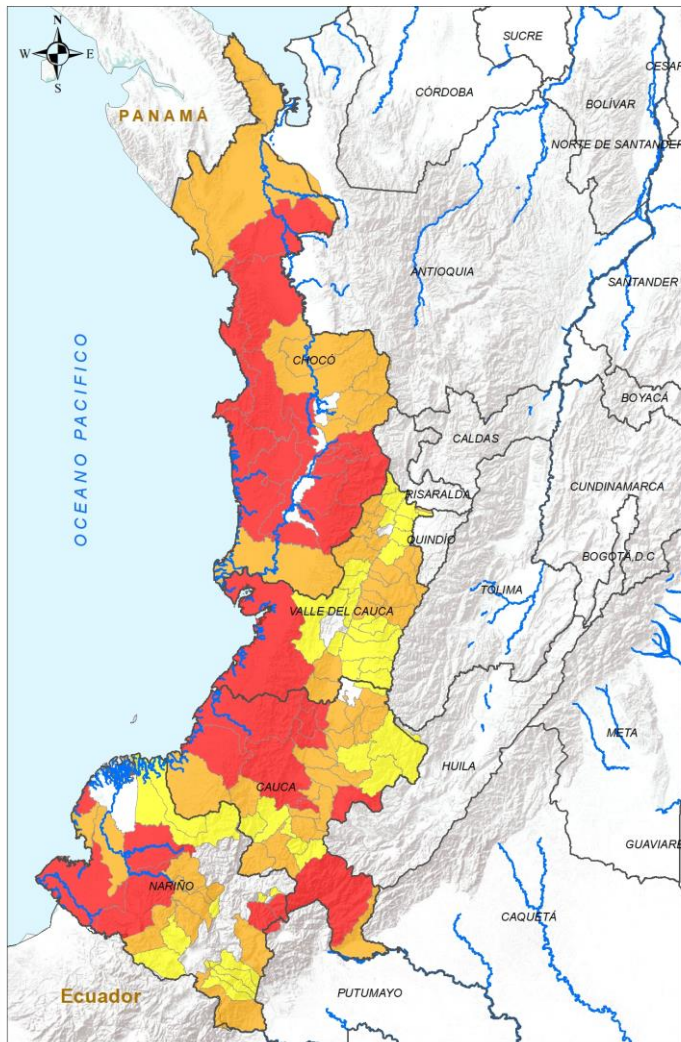 N
W E
S
SUCRE
CESAR
CÓRDOBA
BOLÍVAR
PANAMÁ
NORTE DE SANTANDER
ANTIOQUIA
SANTANDER
OCEANO PACIFICO
CHOCÓ
BOYACÁ
CALDAS
CUNDINAMARCA
RISARALDA
QUINDÍO
BOGOTÁ,D.C
TOLIMA
VALLE DEL CAUCA
META
HUILA
CAUCA
GUAVIARE
NARIÑO
CAQUETÁ
Ecuador
PUTUMAYO